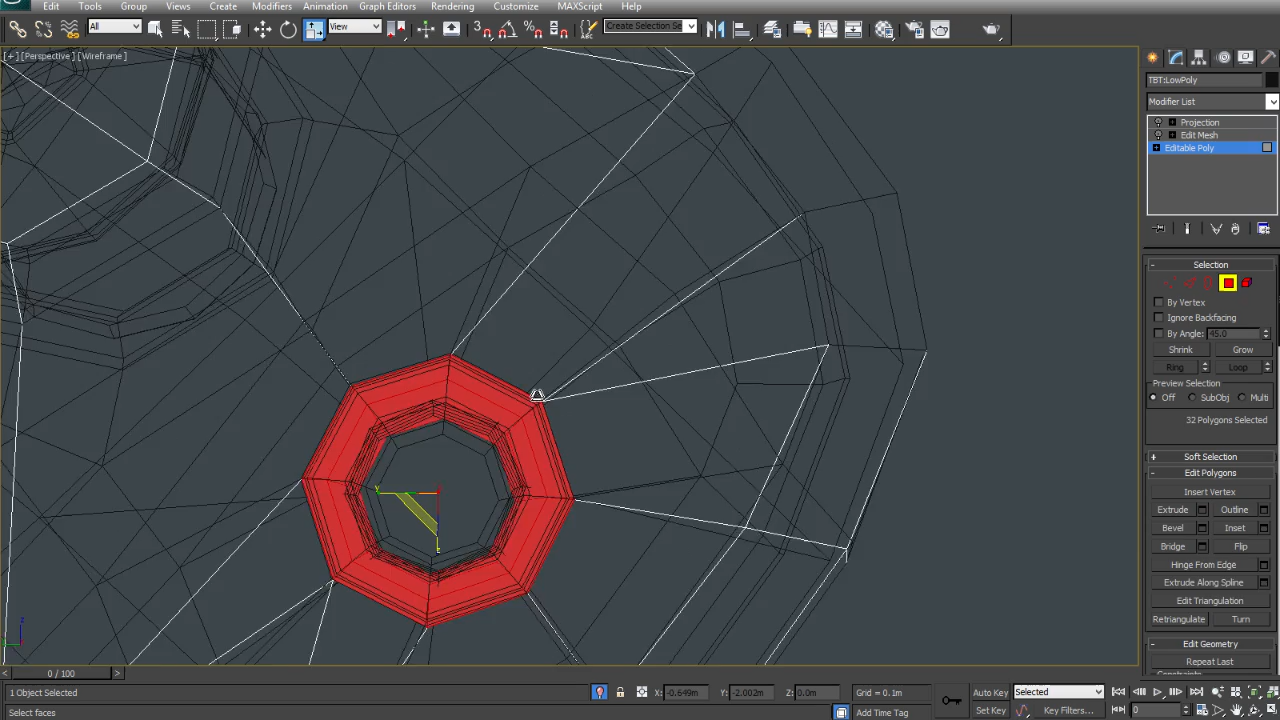 Edit Tools Group Views Create Modifiers Animation Graph Editors Rendering Customize MAXScript Help
All View 3 Create Selection Se
[+] [Perspective] [Wireframe]
TBT:LowPoly
Modifier List
Projection
Edit Mesh
Editable Poly
- Selection
By Vertex
Ignore Backfacing
By Angle: 45.0
Shrink Grow
Ring Loop
Preview Selection
Off SubObj Multi
32 Polygons Selected
+ Soft Selection
- Edit Polygons
Insert Vertex
Extrude Outline
Bevel Inset
Bridge Flip
Hinge From Edge
Extrude Along Spline
Edit Triangulation
Retriangulate Turn
- Edit Geometry
Repeat Last
y
z
z
< 0 / 100 >
1 Object Selected X: -0.649m Y: -2.002m Z: 0.0m Grid = 0.1m Auto Key Selected
Select faces Add Time Tag Set Key Key Filters... 0